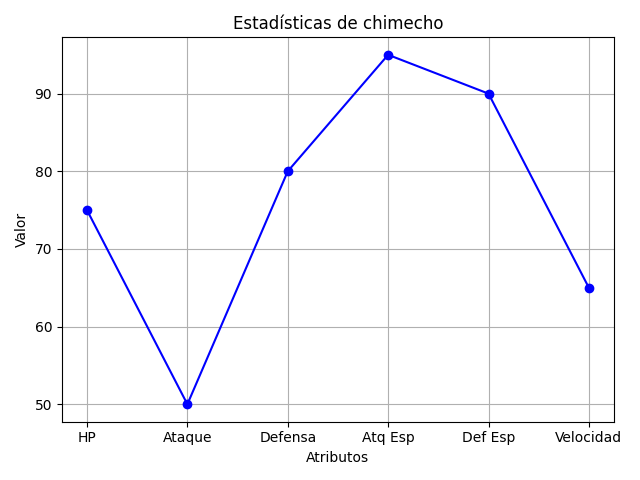 Estadísticas de chimecho
Valor
90
80
70
60
50
HP Ataque Defensa Atq Esp Def Esp Velocidad
Atributos